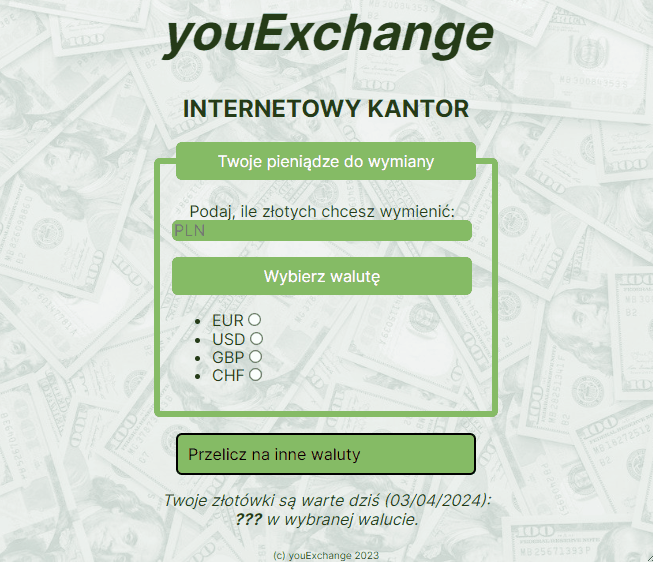 youExchange
INTERNETOWY KANTOR
Twoje pieniądze do wymiany
Podaj, ile złotych chcesz wymienić:
PLN
Wybierz walutę
• EUR
• USD
• GBP
• CHF
Przelicz na inne waluty
Twoje złotówki są warte dziś (03/04/2024):
??? w wybranej walucie.
(c) youExchange 2023